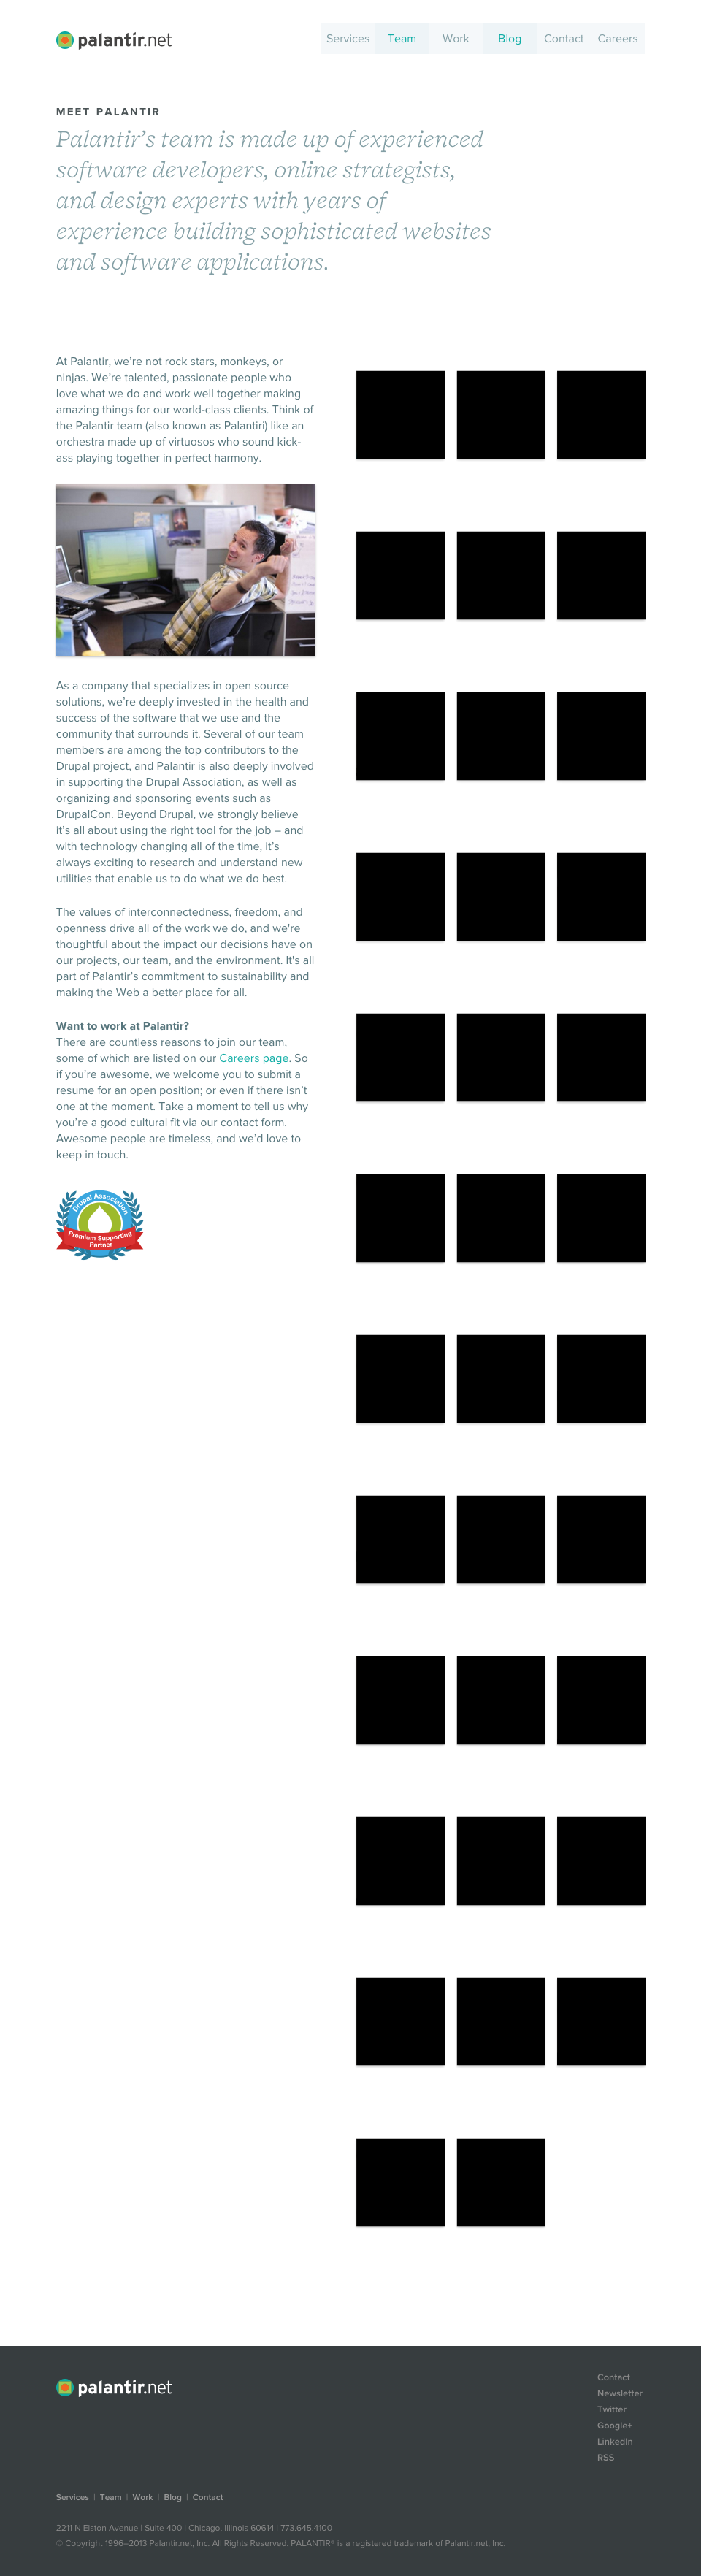 palantir.net
Services Team Work Blog Contact Careers
MEET PALANTIR
Palantir’s team is made up of experienced
software developers, online strategists,
and design experts with years of
experience building sophisticated websites
and software applications.
At Palantir, we’re not rock stars, monkeys, or
ninjas. We’re talented, passionate people who
love what we do and work well together making
amazing things for our world-class clients. Think of
the Palantir team (also known as Palantiri) like an
orchestra made up of virtuosos who sound kick-
ass playing together in perfect harmony.
As a company that specializes in open source
solutions, we’re deeply invested in the health and
success of the software that we use and the
community that surrounds it. Several of our team
members are among the top contributors to the
Drupal project, and Palantir is also deeply involved
in supporting the Drupal Association, as well as
organizing and sponsoring events such as
DrupalCon. Beyond Drupal, we strongly believe
it’s all about using the right tool for the job – and
with technology changing all of the time, it’s
always exciting to research and understand new
utilities that enable us to do what we do best.
The values of interconnectedness, freedom, and
openness drive all of the work we do, and we're
thoughtful about the impact our decisions have on
our projects, our team, and the environment. It's all
part of Palantir’s commitment to sustainability and
making the Web a better place for all.
Want to work at Palantir?
There are countless reasons to join our team,
some of which are listed on our Careers page. So
if you’re awesome, we welcome you to submit a
resume for an open position; or even if there isn’t
one at the moment. Take a moment to tell us why
you’re a good cultural fit via our contact form.
Awesome people are timeless, and we’d love to
keep in touch.
Drupal Association
Premium Supporting
Partner
palantir.net
Contact
Newsletter
Twitter
Google+
LinkedIn
RSS
Services | Team | Work | Blog | Contact
2211 N Elston Avenue | Suite 400 | Chicago, Illinois 60614 | 773.645.4100
© Copyright 1996–2013 Palantir.net, Inc. All Rights Reserved. PALANTIR® is a registered trademark of Palantir.net, Inc.